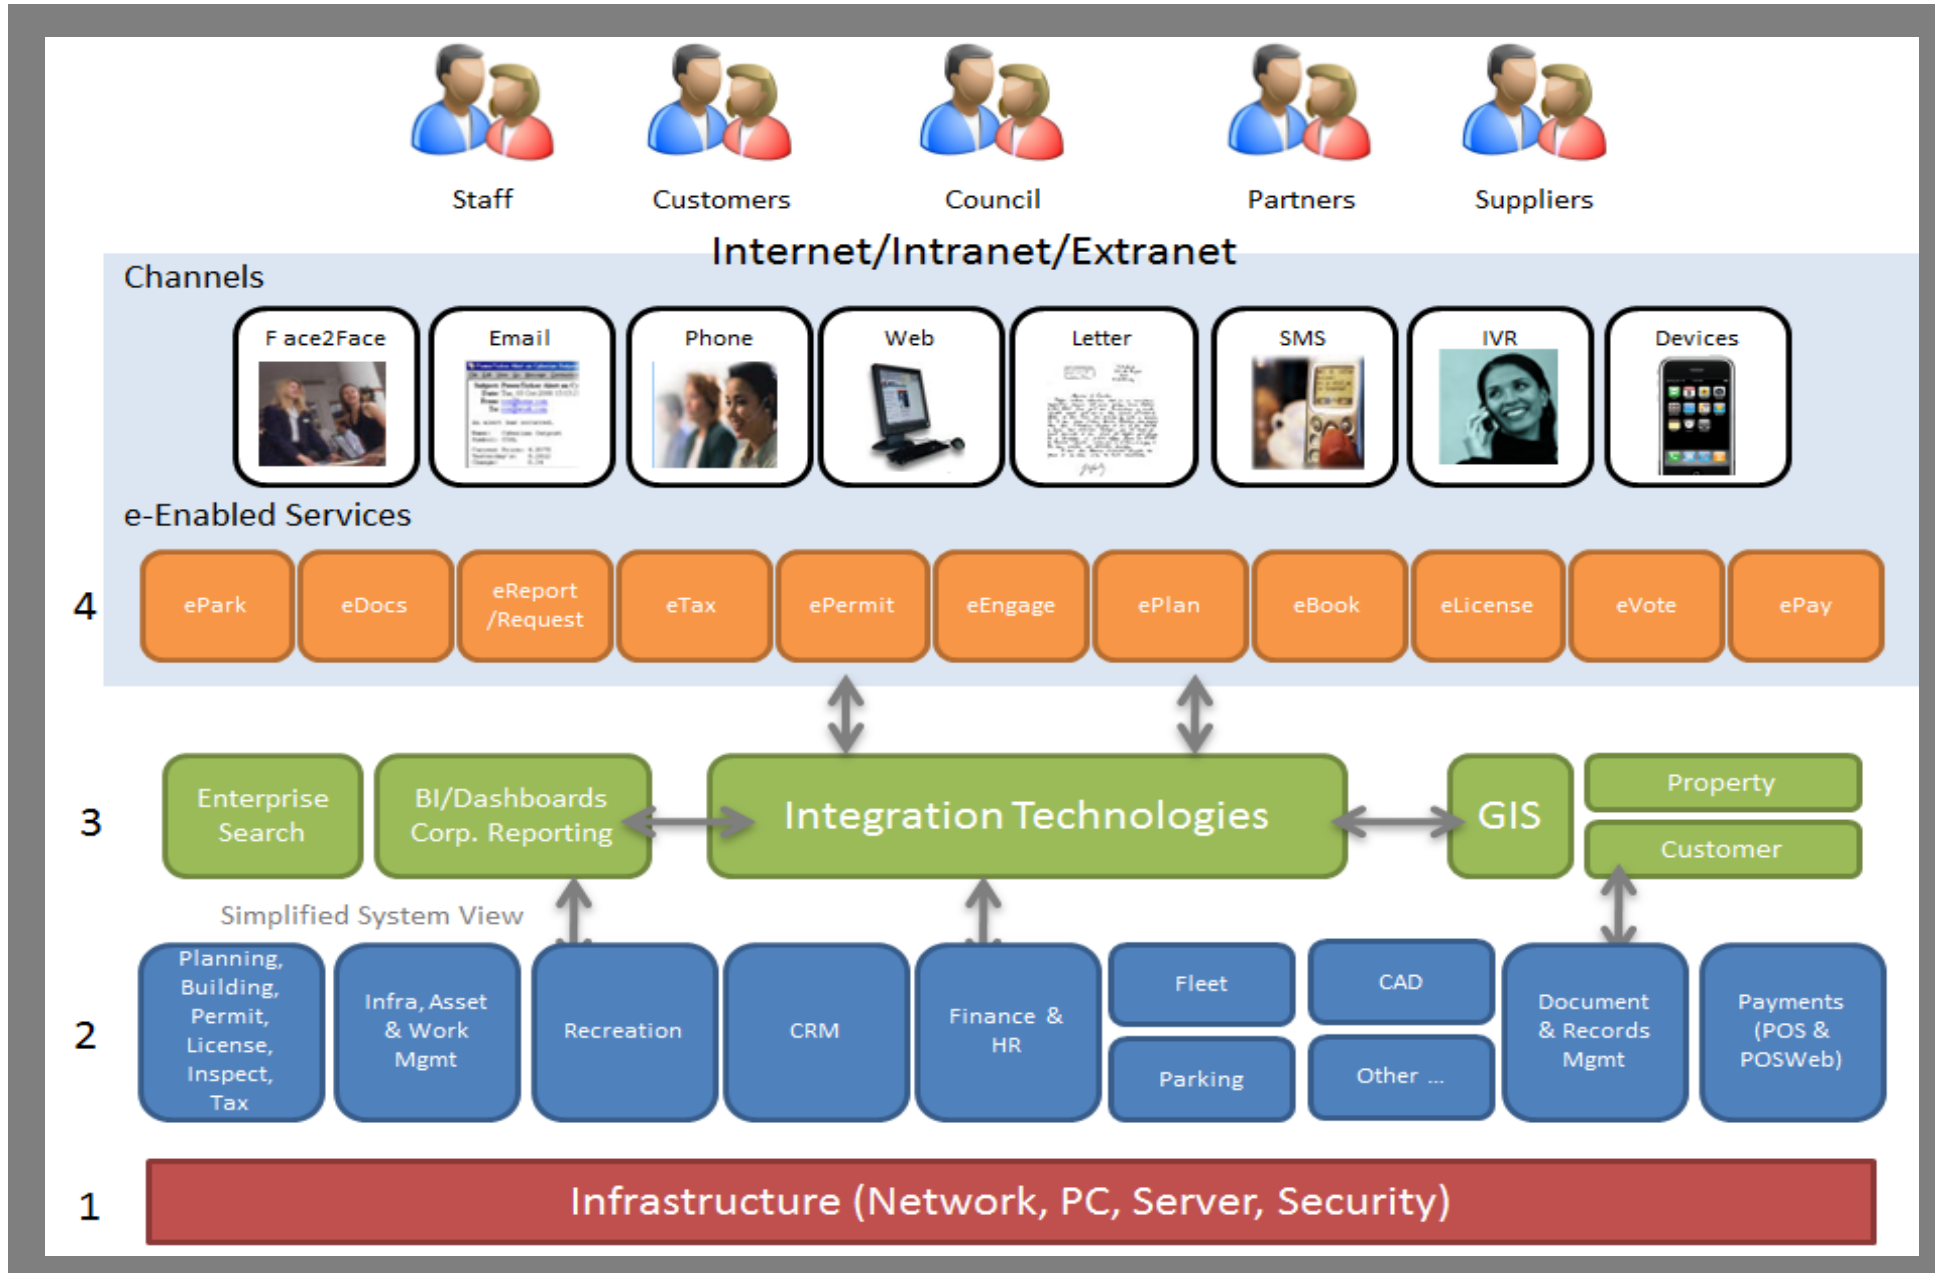 Staff
Customers
Council
Partners
Suppliers
Internet/Intranet/Extranet
Channels
F ace2Face
Email
Phone
Web
Letter
SMS
IVR
Devices
e-Enabled Services
4
ePark
eDocs
eReport
/Request
eTax
ePermit
eEngage
ePlan
eBook
eLicense
eVote
ePay
3
Enterprise
Search
BI/Dashboards
Corp. Reporting
Integration Technologies
GIS
Property
Customer
Simplified System View
2
Planning,
Building,
Permit,
License,
Inspect,
Tax
Infra, Asset
& Work
Mgmt
Recreation
CRM
Finance &
HR
Fleet
Parking
CAD
Other ...
Document
& Records
Mgmt
Payments
(POS &
POSWeb)
1
Infrastructure (Network, PC, Server, Security)